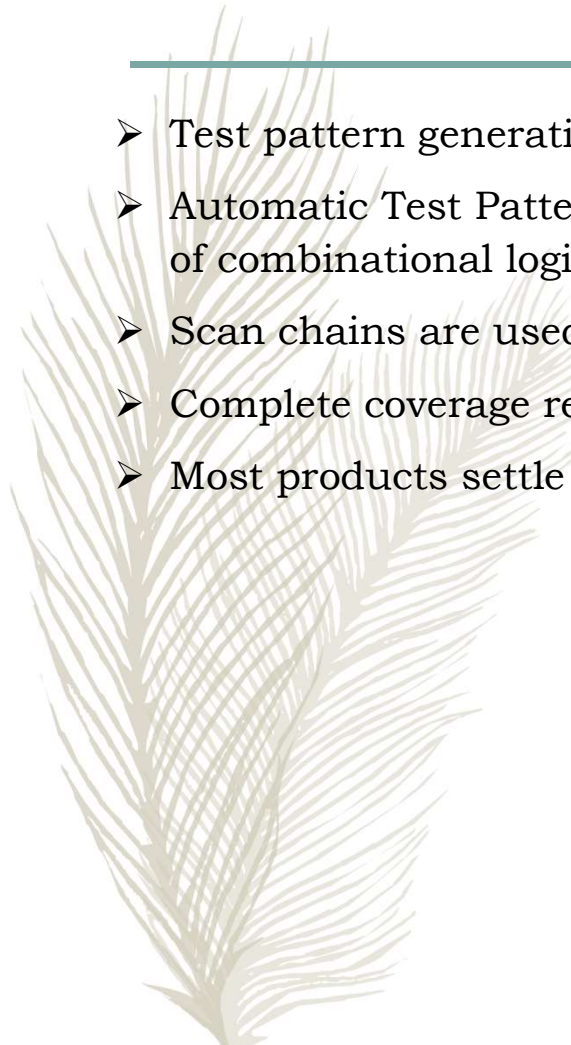 ➢ Test pattern generati
➢ Automatic Test Patte
of combinational logi
➢ Scan chains are used
➢ Complete coverage re
➢ Most products settle